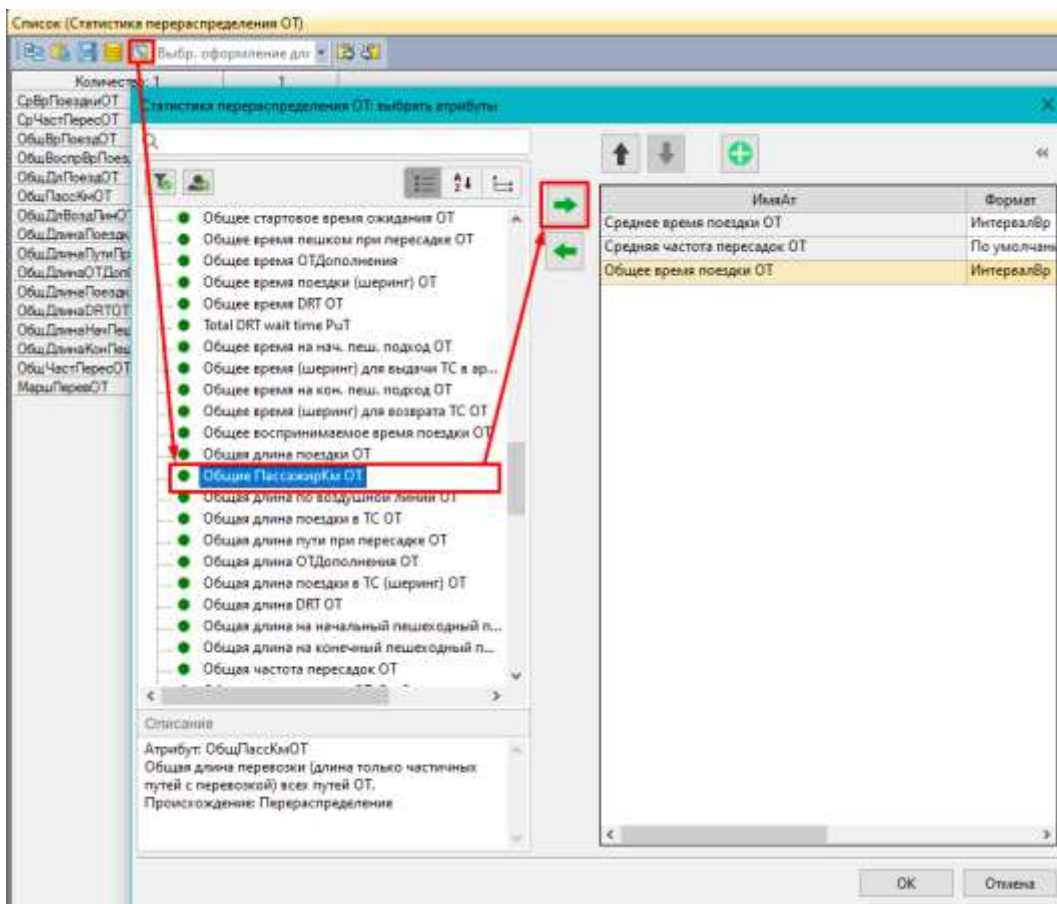 Список (Статистика перераспределения ОТ)
Выбр. оформление для
Количество: 1 1
СрВрПоездкиОТ
СрЧастПересОТ
ОбщВрПоездОТ
ОбщВоспрВрПоезд
ОбщДлПоездОТ
ОбщПассКмОТ
ОбщДлВоздЛинОТ
ОбщДлинаПоездк
ОбщДлинаПутиПр
ОбщДлинаОТДоп
ОбщДлинаПоездк
ОбщДлинаDRTОТ
ОбщДлинаНачПеш
ОбщДлинаКонПеш
ОбщЧастПересОТ
МаршПеревОТ
Статистика перераспределения ОТ: выбрать атрибуты
Общее стартовое время ожидания ОТ
Общее время пешком при пересадке ОТ
Общее время ОТДополнения
Общее время поездки (шеринг) ОТ
Общее время DRT ОТ
Total DRT wait time PuT
Общее время на нач. пеш. подход ОТ
Общее время (шеринг) для выдачи ТС в ар...
Общее время на кон. пеш. подход ОТ
Общее время (шеринг) для возврата ТС ОТ
Общее воспринимаемое время поездки ОТ
Общая длина поездки ОТ
Общие ПассажирКм ОТ
Общая длина по воздушной линии ОТ
Общая длина поездки в ТС ОТ
Общая длина пути при пересадке ОТ
Общая длина ОТДополнения ОТ
Общая длина поездки в ТС (шеринг) ОТ
Общая длина DRT ОТ
Общая длина на начальный пешеходный п...
Общая длина на конечный пешеходный п...
Общая частота пересадок ОТ
Описание
Атрибут: ОбщПассКмОТ
Общая длина перевозки (длина только частичных
путей с перевозкой) всех путей ОТ.
Происхождение: Перераспределение
ИмяАт Формат
Среднее время поездки ОТ ИнтервалВр
Средняя частота пересадок ОТ По умолчан
Общее время поездки ОТ ИнтервалВр
OK Отмена